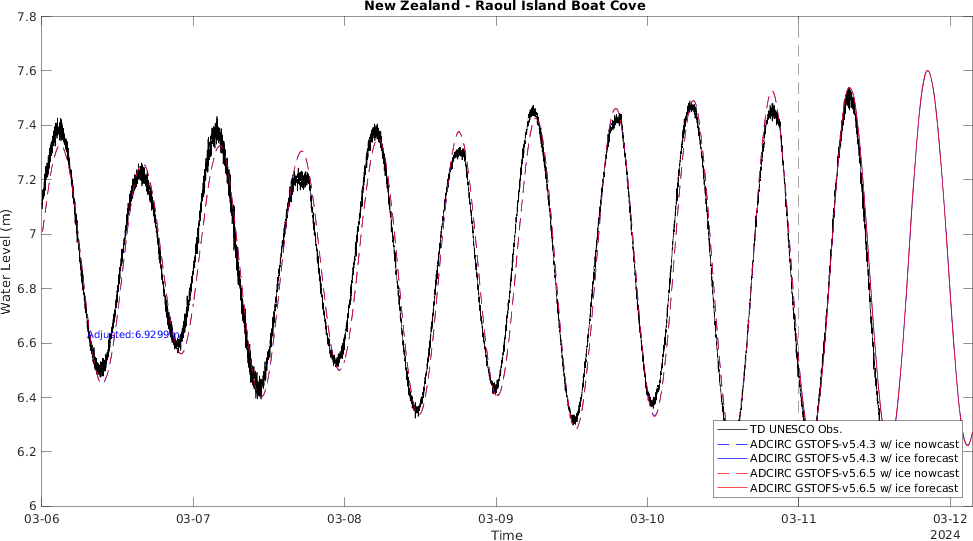 New Zealand - Raoul Island Boat Cove
7.8
7.6
7.4
7.2
7
6.8
6.6
6.4
6.2
6
Water Level (m)
Adjusted:6.9299m
TD UNESCO Obs.
ADCIRC GSTOFS-v5.4.3 w/ ice nowcast
ADCIRC GSTOFS-v5.4.3 w/ ice forecast
ADCIRC GSTOFS-v5.6.5 w/ ice nowcast
ADCIRC GSTOFS-v5.6.5 w/ ice forecast
03-06 03-07 03-08 03-09 03-10 03-11 03-12
Time
2024